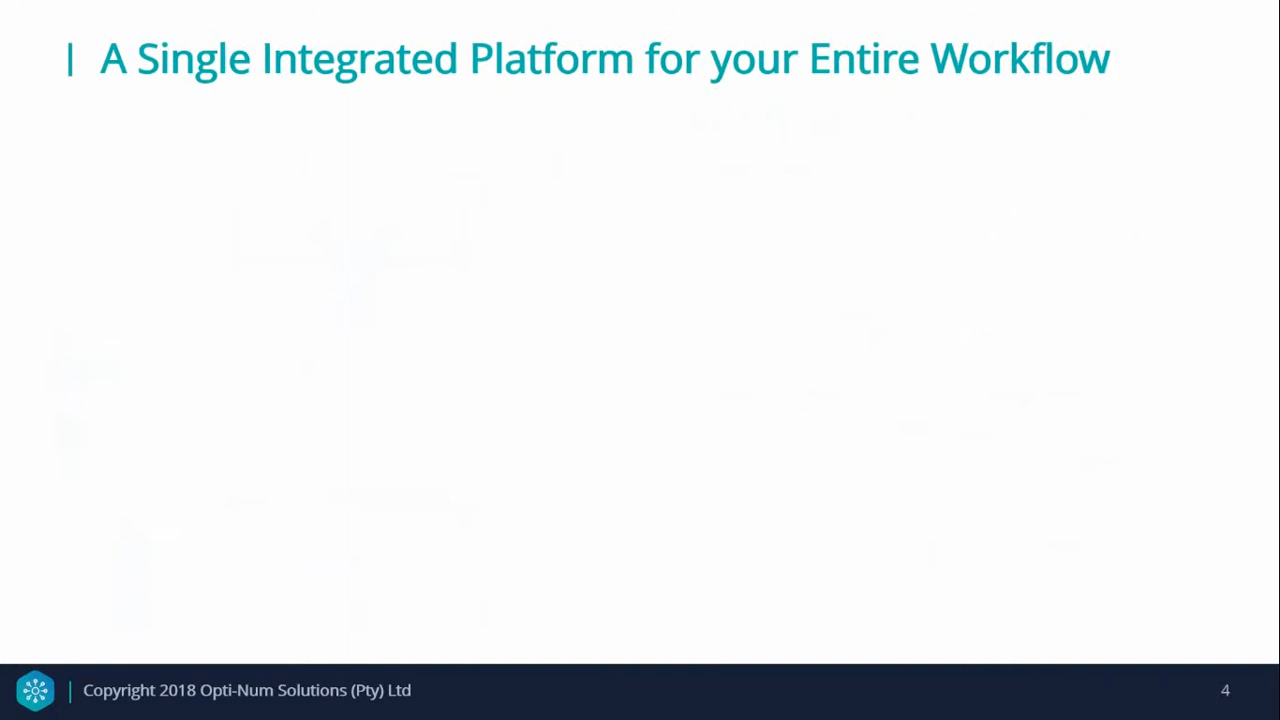 A Single Integrated Platform for your Entire Workflow
Copyright 2018 Opti-Num Solutions (Pty) Ltd
4